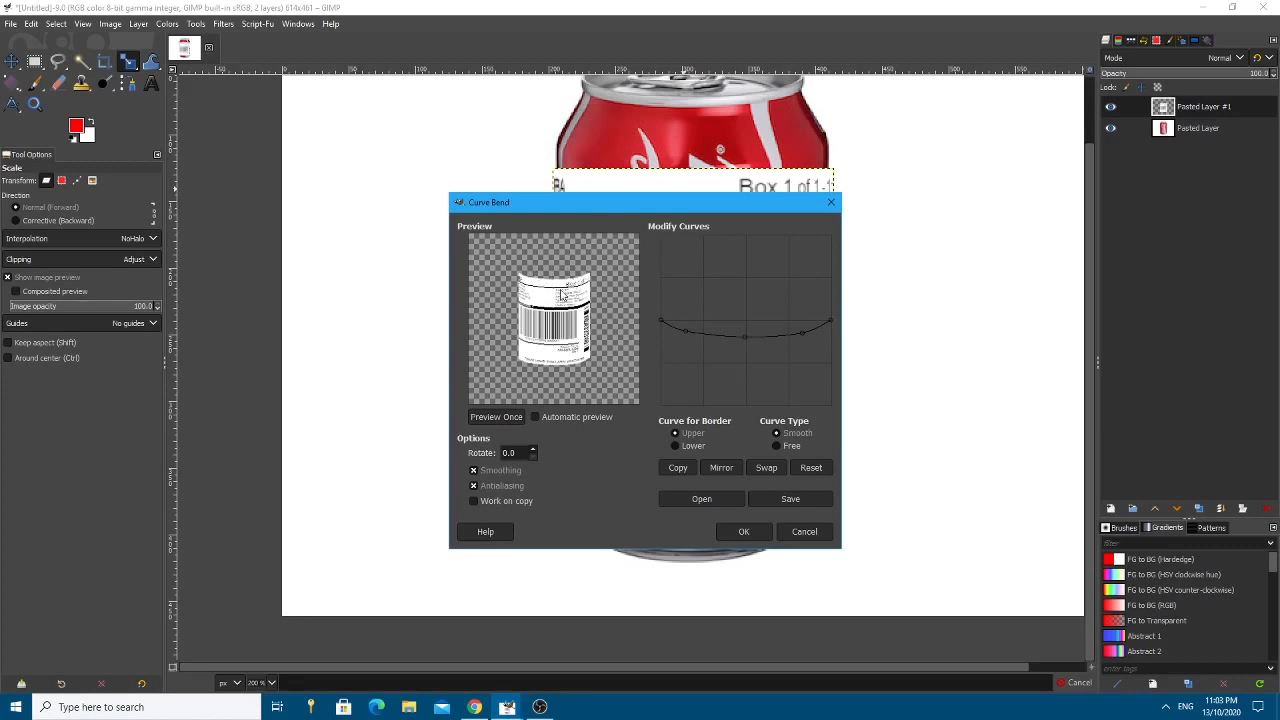 *[Untitled]-9.0 (RGB color 8-bit gamma integer, GIMP built-in sRGB, 2 layers) 614x461 – GIMP
File Edit Select View Image Layer Colors Tools Filters Script-Fu Windows Help
Tool Options
Scale
Transform:
Direction
Normal (Forward)
Corrective (Backward)
Interpolation NoHalo
Clipping Adjust
Show image preview
Composited preview
Image opacity 100.0
Guides No guides
Keep aspect (Shift)
Around center (Ctrl)
BA Box 1 of 1-1
Curve Bend
Preview
Preview Once
Automatic preview
Options
Rotate: 0.0
Smoothing
Antialiasing
Work on copy
Help
Modify Curves
Curve for Border
Upper
Lower
Curve Type
Smooth
Free
Copy Mirror Swap Reset
Open Save
OK Cancel
Mode Normal
Opacity 100.0
Lock:
Pasted Layer #1
Pasted Layer
Brushes Gradients Patterns
filter
FG to BG (Hardedge)
FG to BG (HSV clockwise hue)
FG to BG (HSV counter-clockwise)
FG to BG (RGB)
FG to Transparent
Abstract 1
Abstract 2
enter tags
px 200 % Cancel
Type here to search
ENG
11:03 PM
13/10/2020